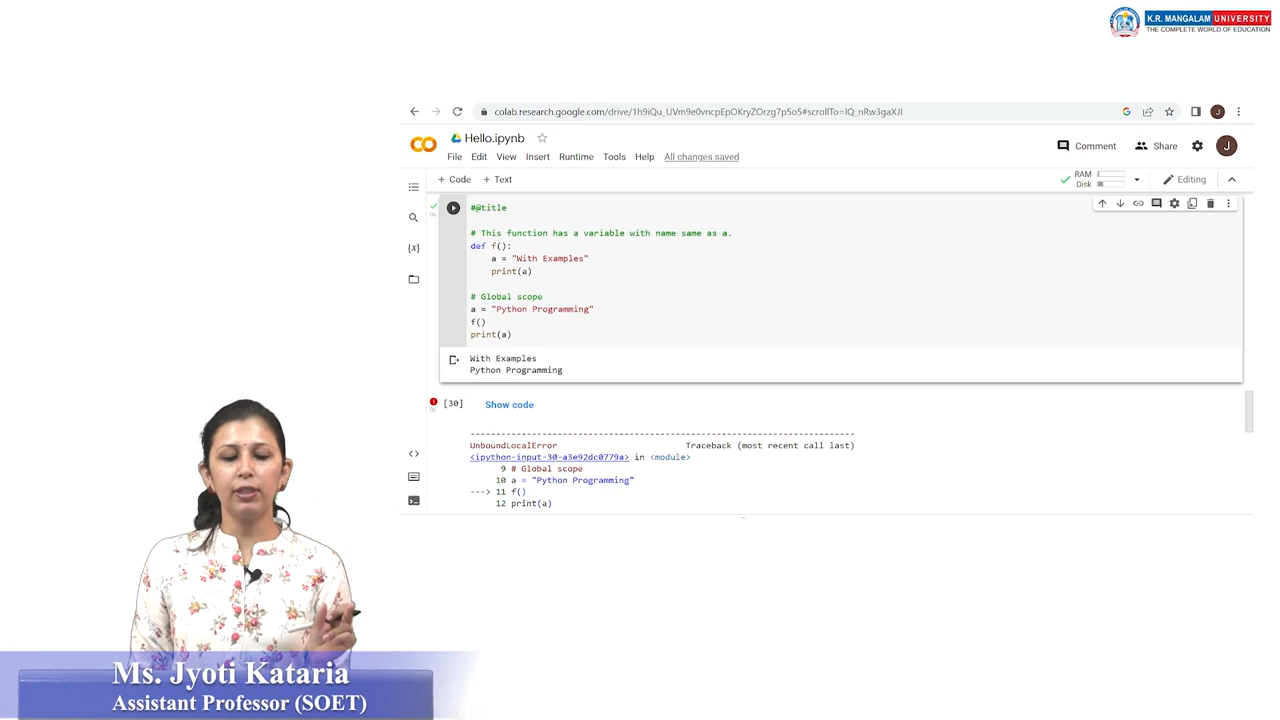 K.R. MANGALAM UNIVERSITY
THE COMPLETE WORLD OF EDUCATION
colab.research.google.com/drive/1h9iQu_UVm9e0vncpEpOKryZOrzg7p5o5#scrollTo=IQ_nRw3gaXJI
J
Hello.ipynb
Comment
Share
J
File Edit View Insert Runtime Tools Help All changes saved
+ Code + Text
RAM
Disk
Editing
#@title
# This function has a variable with name same as a.
def f():
a = "With Examples"
print(a)
# Global scope
a = "Python Programming"
f()
print(a)
With Examples
Python Programming
[30] Show code
---------------------------------------------------------------------------
UnboundLocalError Traceback (most recent call last)
<ipython-input-30-a3e92dc0779a> in <module>
9 # Global scope
10 a = "Python Programming"
---> 11 f()
12 print(a)
Ms. Jyoti Kataria
Assistant Professor (SOET)